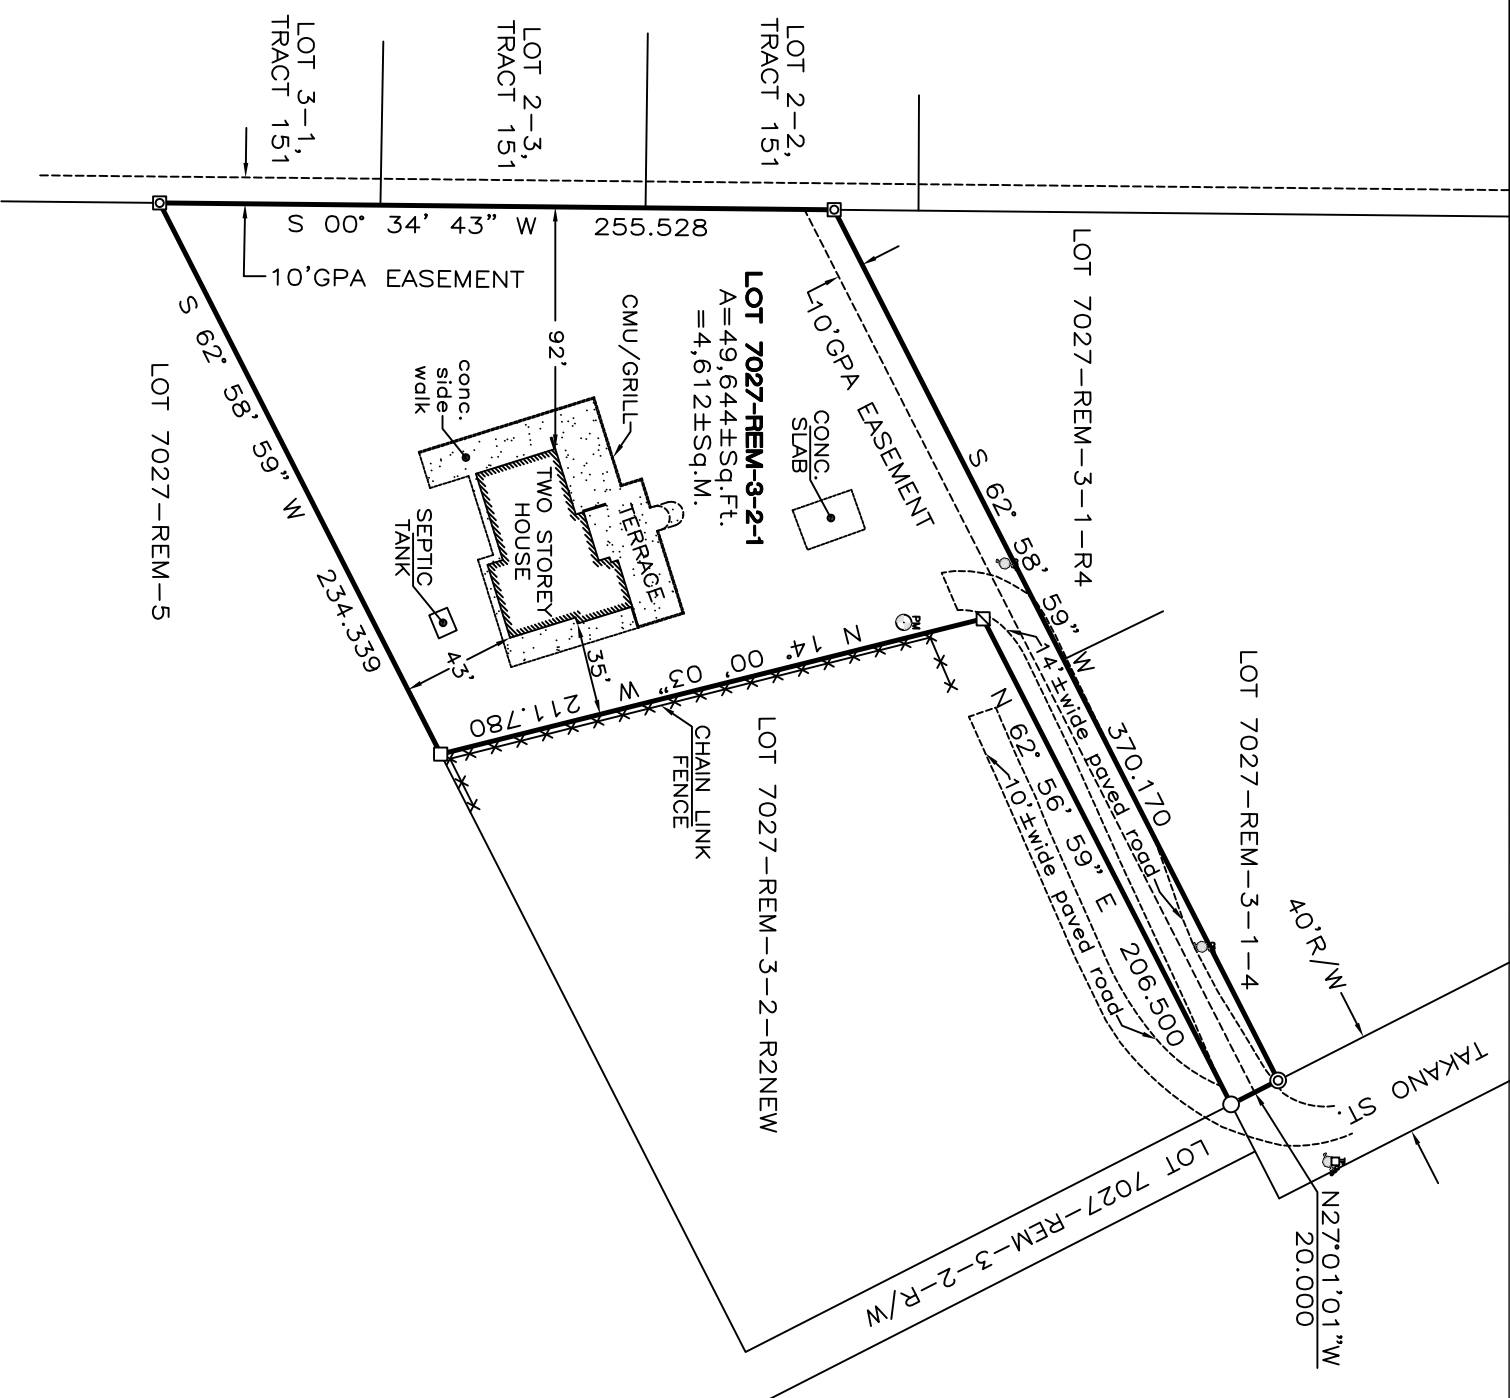 LOT 3-1,
TRACT 151
LOT 2-3,
TRACT 151
LOT 2-2,
TRACT 151
S 00° 34' 43" W 255.528
10'GPA EASEMENT
S 62° 58' 59" W 234.339
LOT 7027-REM-5
92'
CMU/GRILL
conc.
side
walk
LOT 7027-REM-3-2-1
A=49,644±Sq.Ft.
=4,612±Sq.M.
CONC.
SLAB
10'GPA EASEMENT
LOT 7027-REM-3-1-R4
S 62° 58' 59" W 370.170
TERRACE
TWO STOREY
HOUSE
SEPTIC
TANK
43'
35'
N 14° 00' 03" W 211.780
PM
CHAIN LINK
FENCE
LOT 7027-REM-3-2-R2NEW
14'±wide paved road
N 62° 56' 59" E 206.500
10'±wide paved road
LOT 7027-REM-3-1-4
40'R/W
TAKANO ST.
LOT 7027-REM-3-2-R/W
N27°01'01"W
20.000